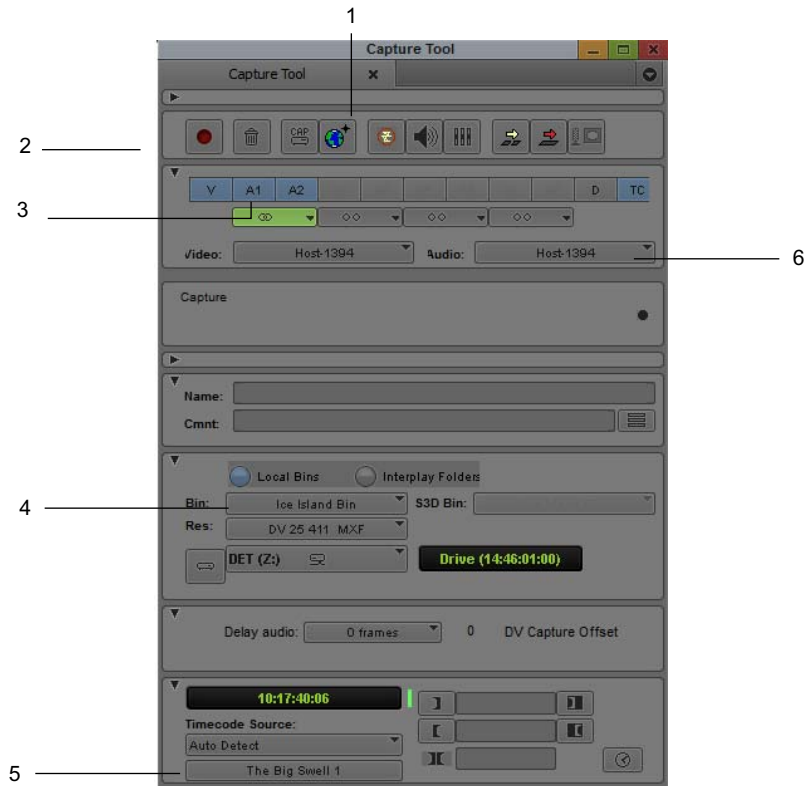 1
Capture Tool
Capture Tool
CAP
2
V A1 A2 D TC
3
Video: Host-1394 Audio: Host-1394
6
Capture
Name:
Cmnt:
Local Bins Interplay Folders
4
Bin: Ice Island Bin S3D Bin:
Res: DV 25 411 MXF
DET (Z:) Drive (14:46:01:00)
Delay audio: 0 frames 0 DV Capture Offset
10:17:40:06
Timecode Source:
Auto Detect
5
The Big Swell 1